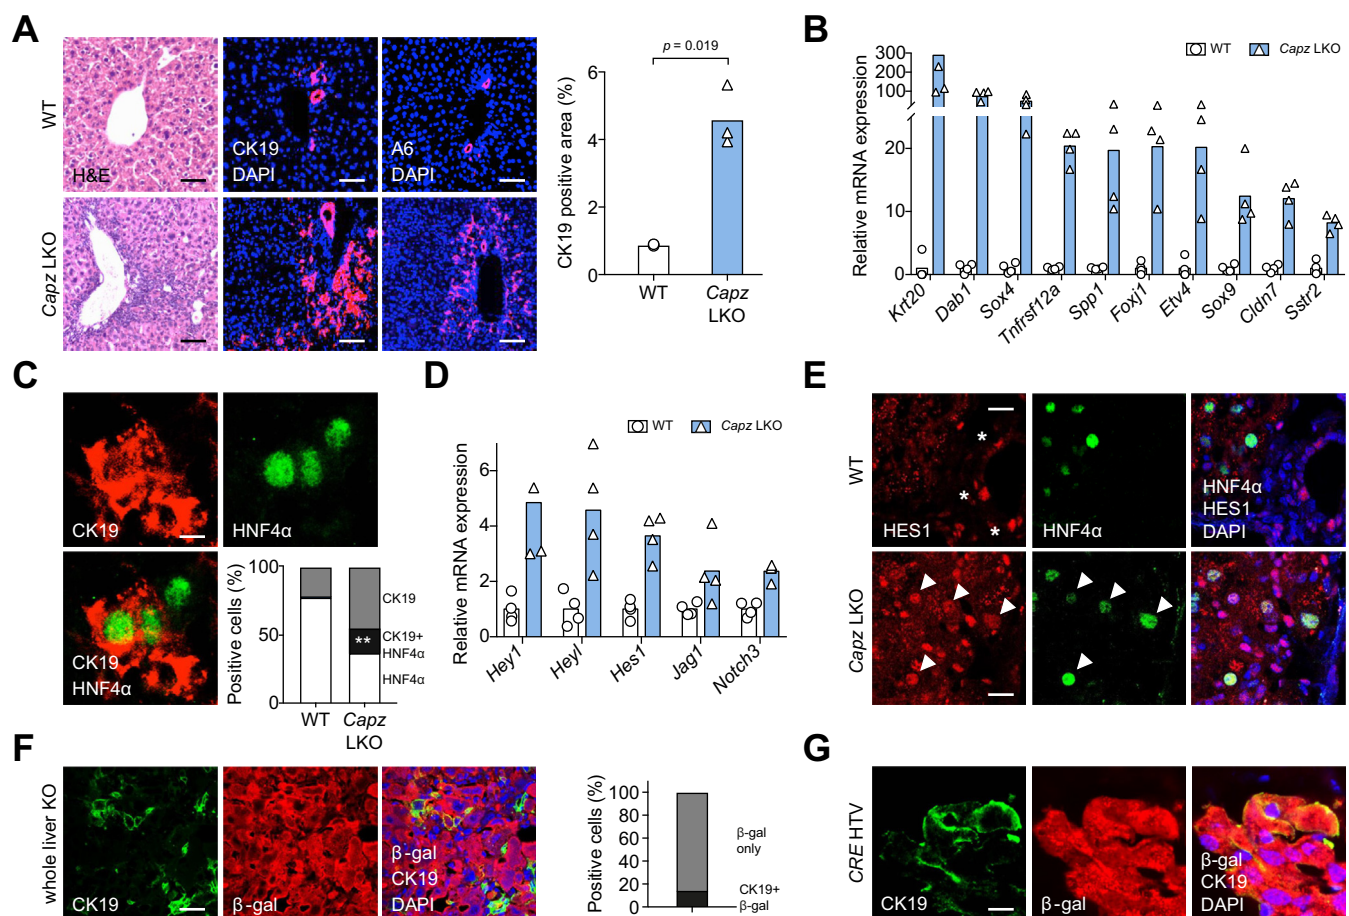 A
WT
Capz LKO
H&E
CK19
DAPI
A6
DAPI
CK19 positive area (%)
6
4
2
0
p = 0.019
WT
Capz
LKO
B
WT
Capz LKO
Relative mRNA expression
300
200
100
20
10
0
Krt20
Dab1
Sox4
Tnfrsf12a
Spp1
Foxj1
Etv4
Sox9
Cldn7
Sstr2
C
CK19
HNF4α
CK19
HNF4α
Positive cells (%)
100
50
0
**
CK19
CK19+
HNF4α
HNF4α
WT
Capz
LKO
D
WT
Capz LKO
Relative mRNA expression
6
4
2
0
Hey1
Heyl
Hes1
Jag1
Notch3
E
WT
Capz LKO
HES1
*
*
*
HNF4α
HNF4α
HES1
DAPI
F
whole liver KO
CK19
β-gal
β-gal
CK19
DAPI
Positive cells (%)
100
80
60
40
20
0
β-gal
only
CK19+
β-gal
G
CRE HTV
CK19
β-gal
β-gal
CK19
DAPI